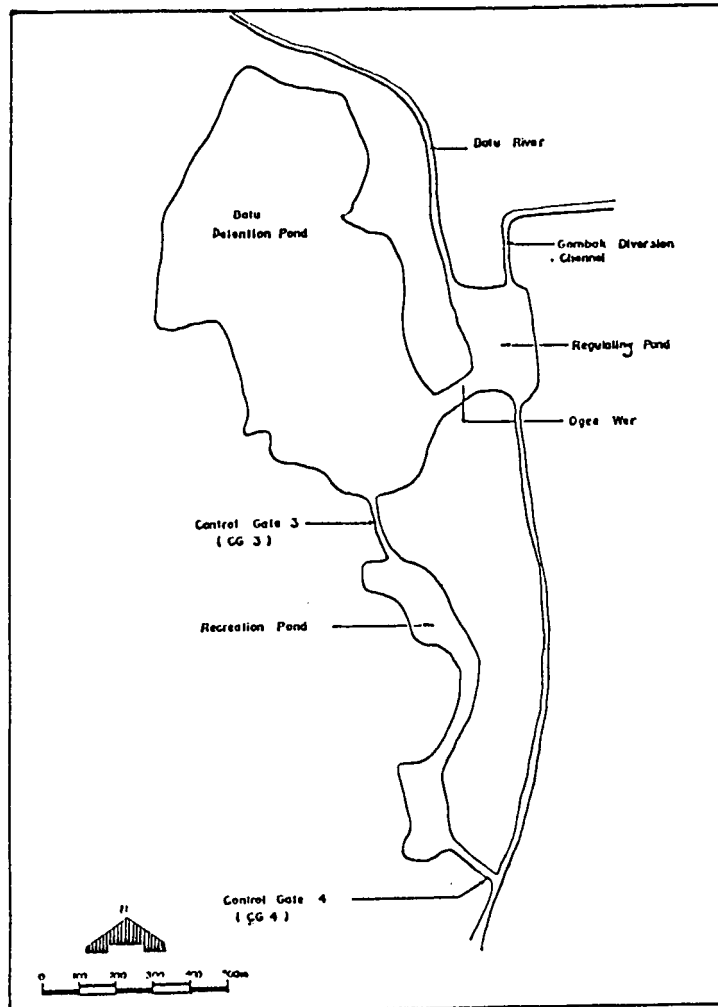 Batu River
Batu
Detention Pond
Gombak Diversion
Channel
Regulating Pond
Ogee Weir
Control Gate 3
( CG 3 )
Recreation Pond
Control Gate 4
( CG 4 )
0 100 200 300 400 500m